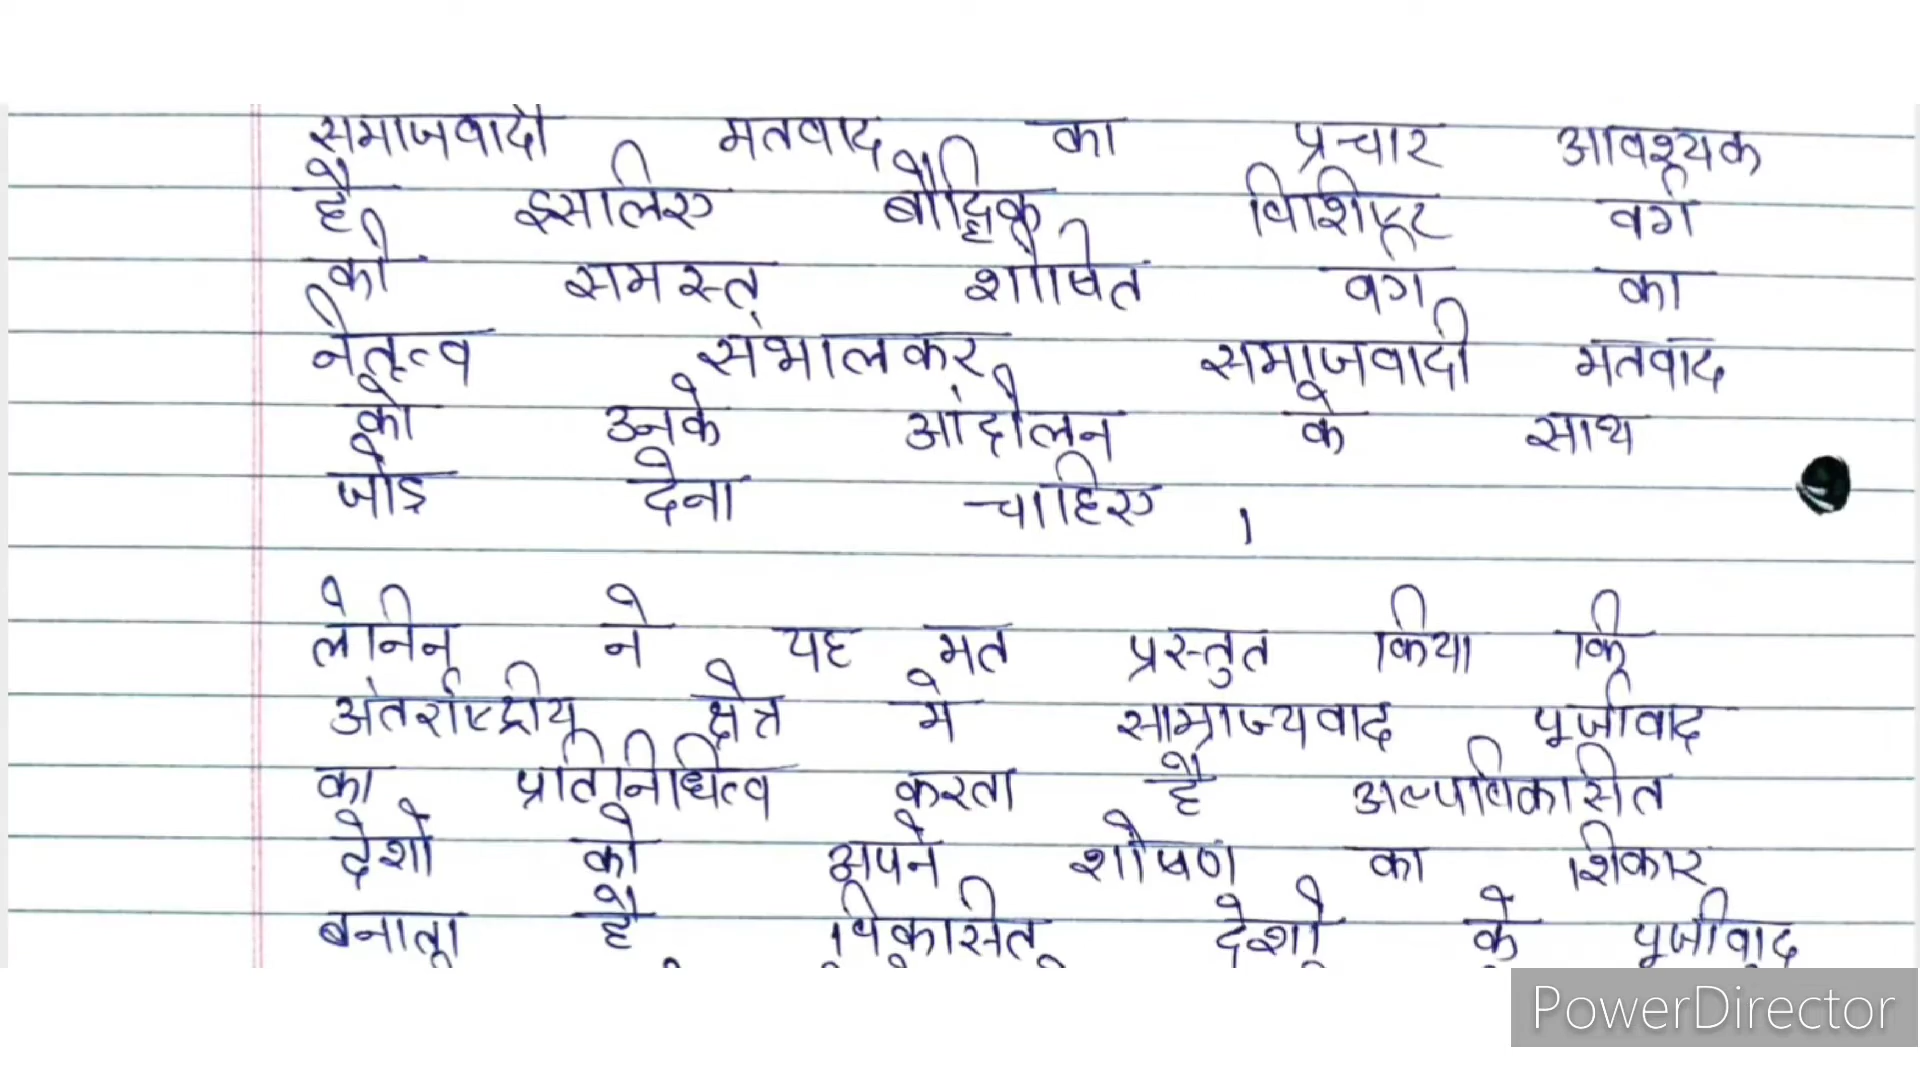 समाजवादी मतवाद का प्रचार आवश्यक
है इसलिए बौद्धिक विशिष्ट वर्ग
को समस्त शोषित वर्ग का
नेतृत्व संभालकर समाजवादी मतवाद
को उनके आंदोलन के साथ
जोड़ देना चाहिए ।
लेनिन ने यह मत प्रस्तुत किया कि
अंतर्राष्ट्रीय क्षेत्र मे साम्राज्यवाद पूजीवाद
का प्रतिनिधित्व करता है अल्पविकसित
देशो को अपने शोषण का शिकार
बनाता है विकासित देशो के पूजीवाद
PowerDirector